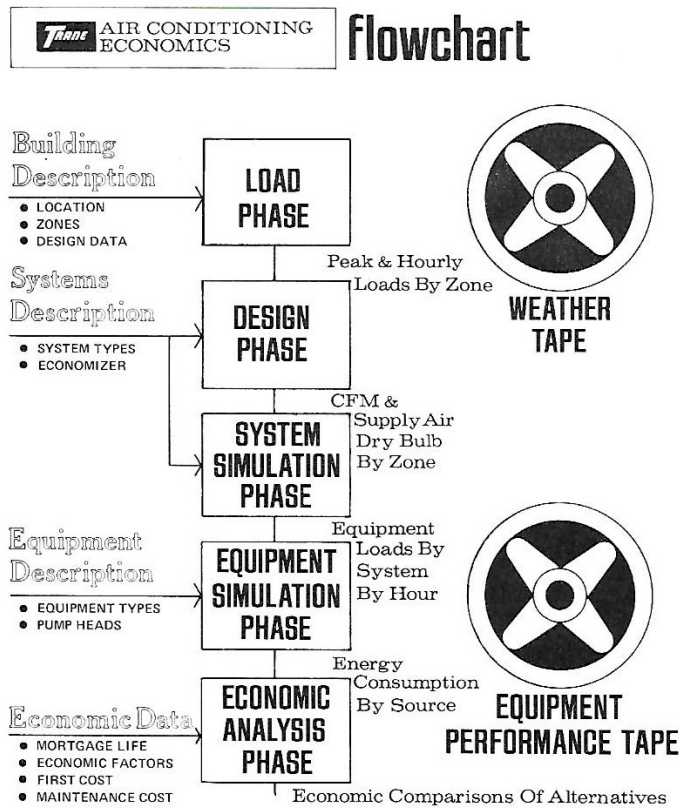 TRANE AIR CONDITIONING
ECONOMICS
flowchart
Building
Description
• LOCATION
• ZONES
• DESIGN DATA
LOAD
PHASE
Peak & Hourly
Loads By Zone
WEATHER
TAPE
Systems
Description
• SYSTEM TYPES
• ECONOMIZER
DESIGN
PHASE
CFM &
Supply Air
Dry Bulb
By Zone
SYSTEM
SIMULATION
PHASE
Equipment
Loads By
System
By Hour
Equipment
Description
• EQUIPMENT TYPES
• PUMP HEADS
EQUIPMENT
SIMULATION
PHASE
Energy
Consumption
By Source
EQUIPMENT
PERFORMANCE TAPE
Economic Data
• MORTGAGE LIFE
• ECONOMIC FACTORS
• FIRST COST
• MAINTENANCE COST
ECONOMIC
ANALYSIS
PHASE
Economic Comparisons Of Alternatives